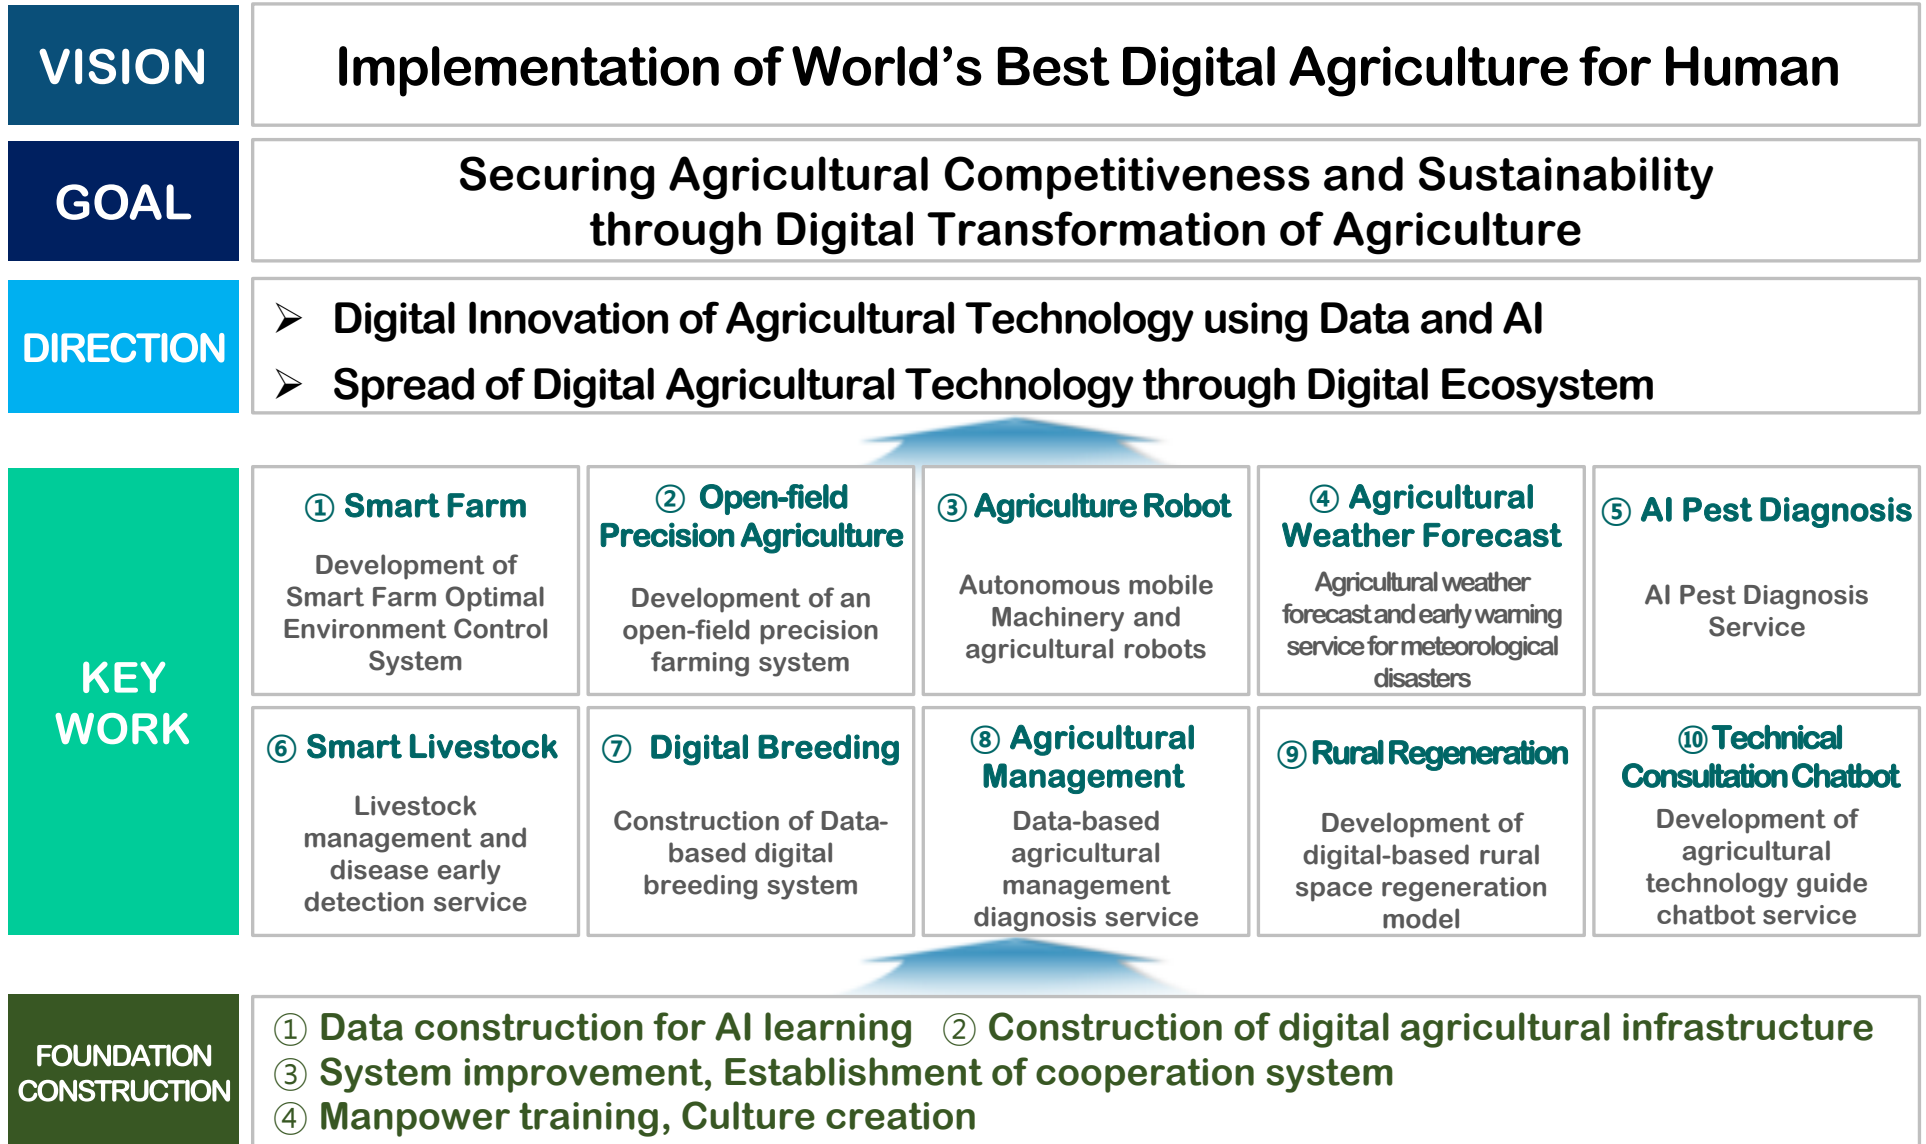 VISION
Implementation of World's Best Digital Agriculture for Human
GOAL
Securing Agricultural Competitiveness and Sustainability
through Digital Transformation of Agriculture
DIRECTION
➢ Digital Innovation of Agricultural Technology using Data and AI
➢ Spread of Digital Agricultural Technology through Digital Ecosystem
KEY
WORK
① Smart Farm
Development of
Smart Farm Optimal
Environment Control
System
② Open-field
Precision Agriculture
Development of an
open-field precision
farming system
③ Agriculture Robot
Autonomous mobile
Machinery and
agricultural robots
④ Agricultural
Weather Forecast
Agricultural weather
forecast and early warning
service for meteorological
disasters
⑤ AI Pest Diagnosis
AI Pest Diagnosis
Service
⑥ Smart Livestock
Livestock
management and
disease early
detection service
⑦ Digital Breeding
Construction of Data-
based digital
breeding system
⑧ Agricultural
Management
Data-based
agricultural
management
diagnosis service
⑨ Rural Regeneration
Development of
digital-based rural
space regeneration
model
⑩ Technical
Consultation Chatbot
Development of
agricultural
technology guide
chatbot service
FOUNDATION
CONSTRUCTION
① Data construction for AI learning ② Construction of digital agricultural infrastructure
③ System improvement, Establishment of cooperation system
④ Manpower training, Culture creation